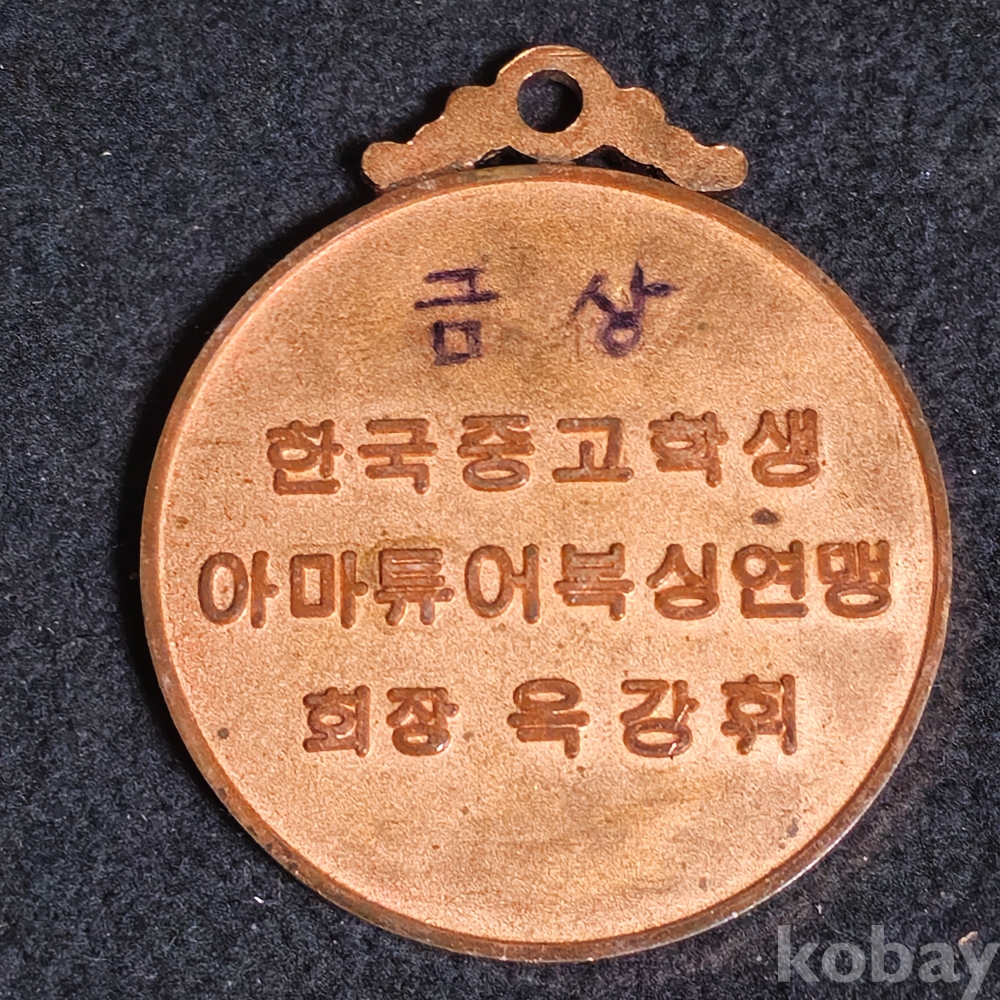 금상
한국중고학생
아마튜어복싱연맹
회장 옥강휘
kobay